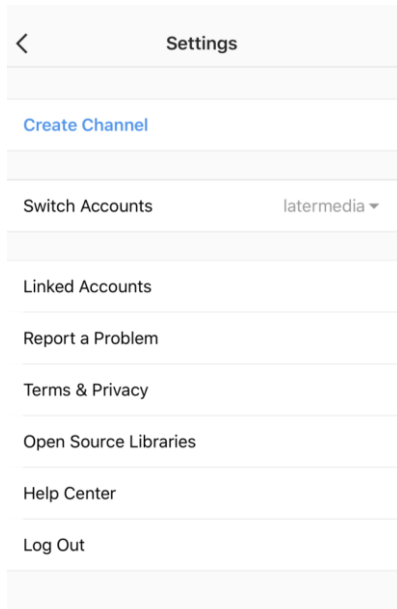 Settings
Create Channel
Switch Accounts latermedia
Linked Accounts
Report a Problem
Terms & Privacy
Open Source Libraries
Help Center
Log Out